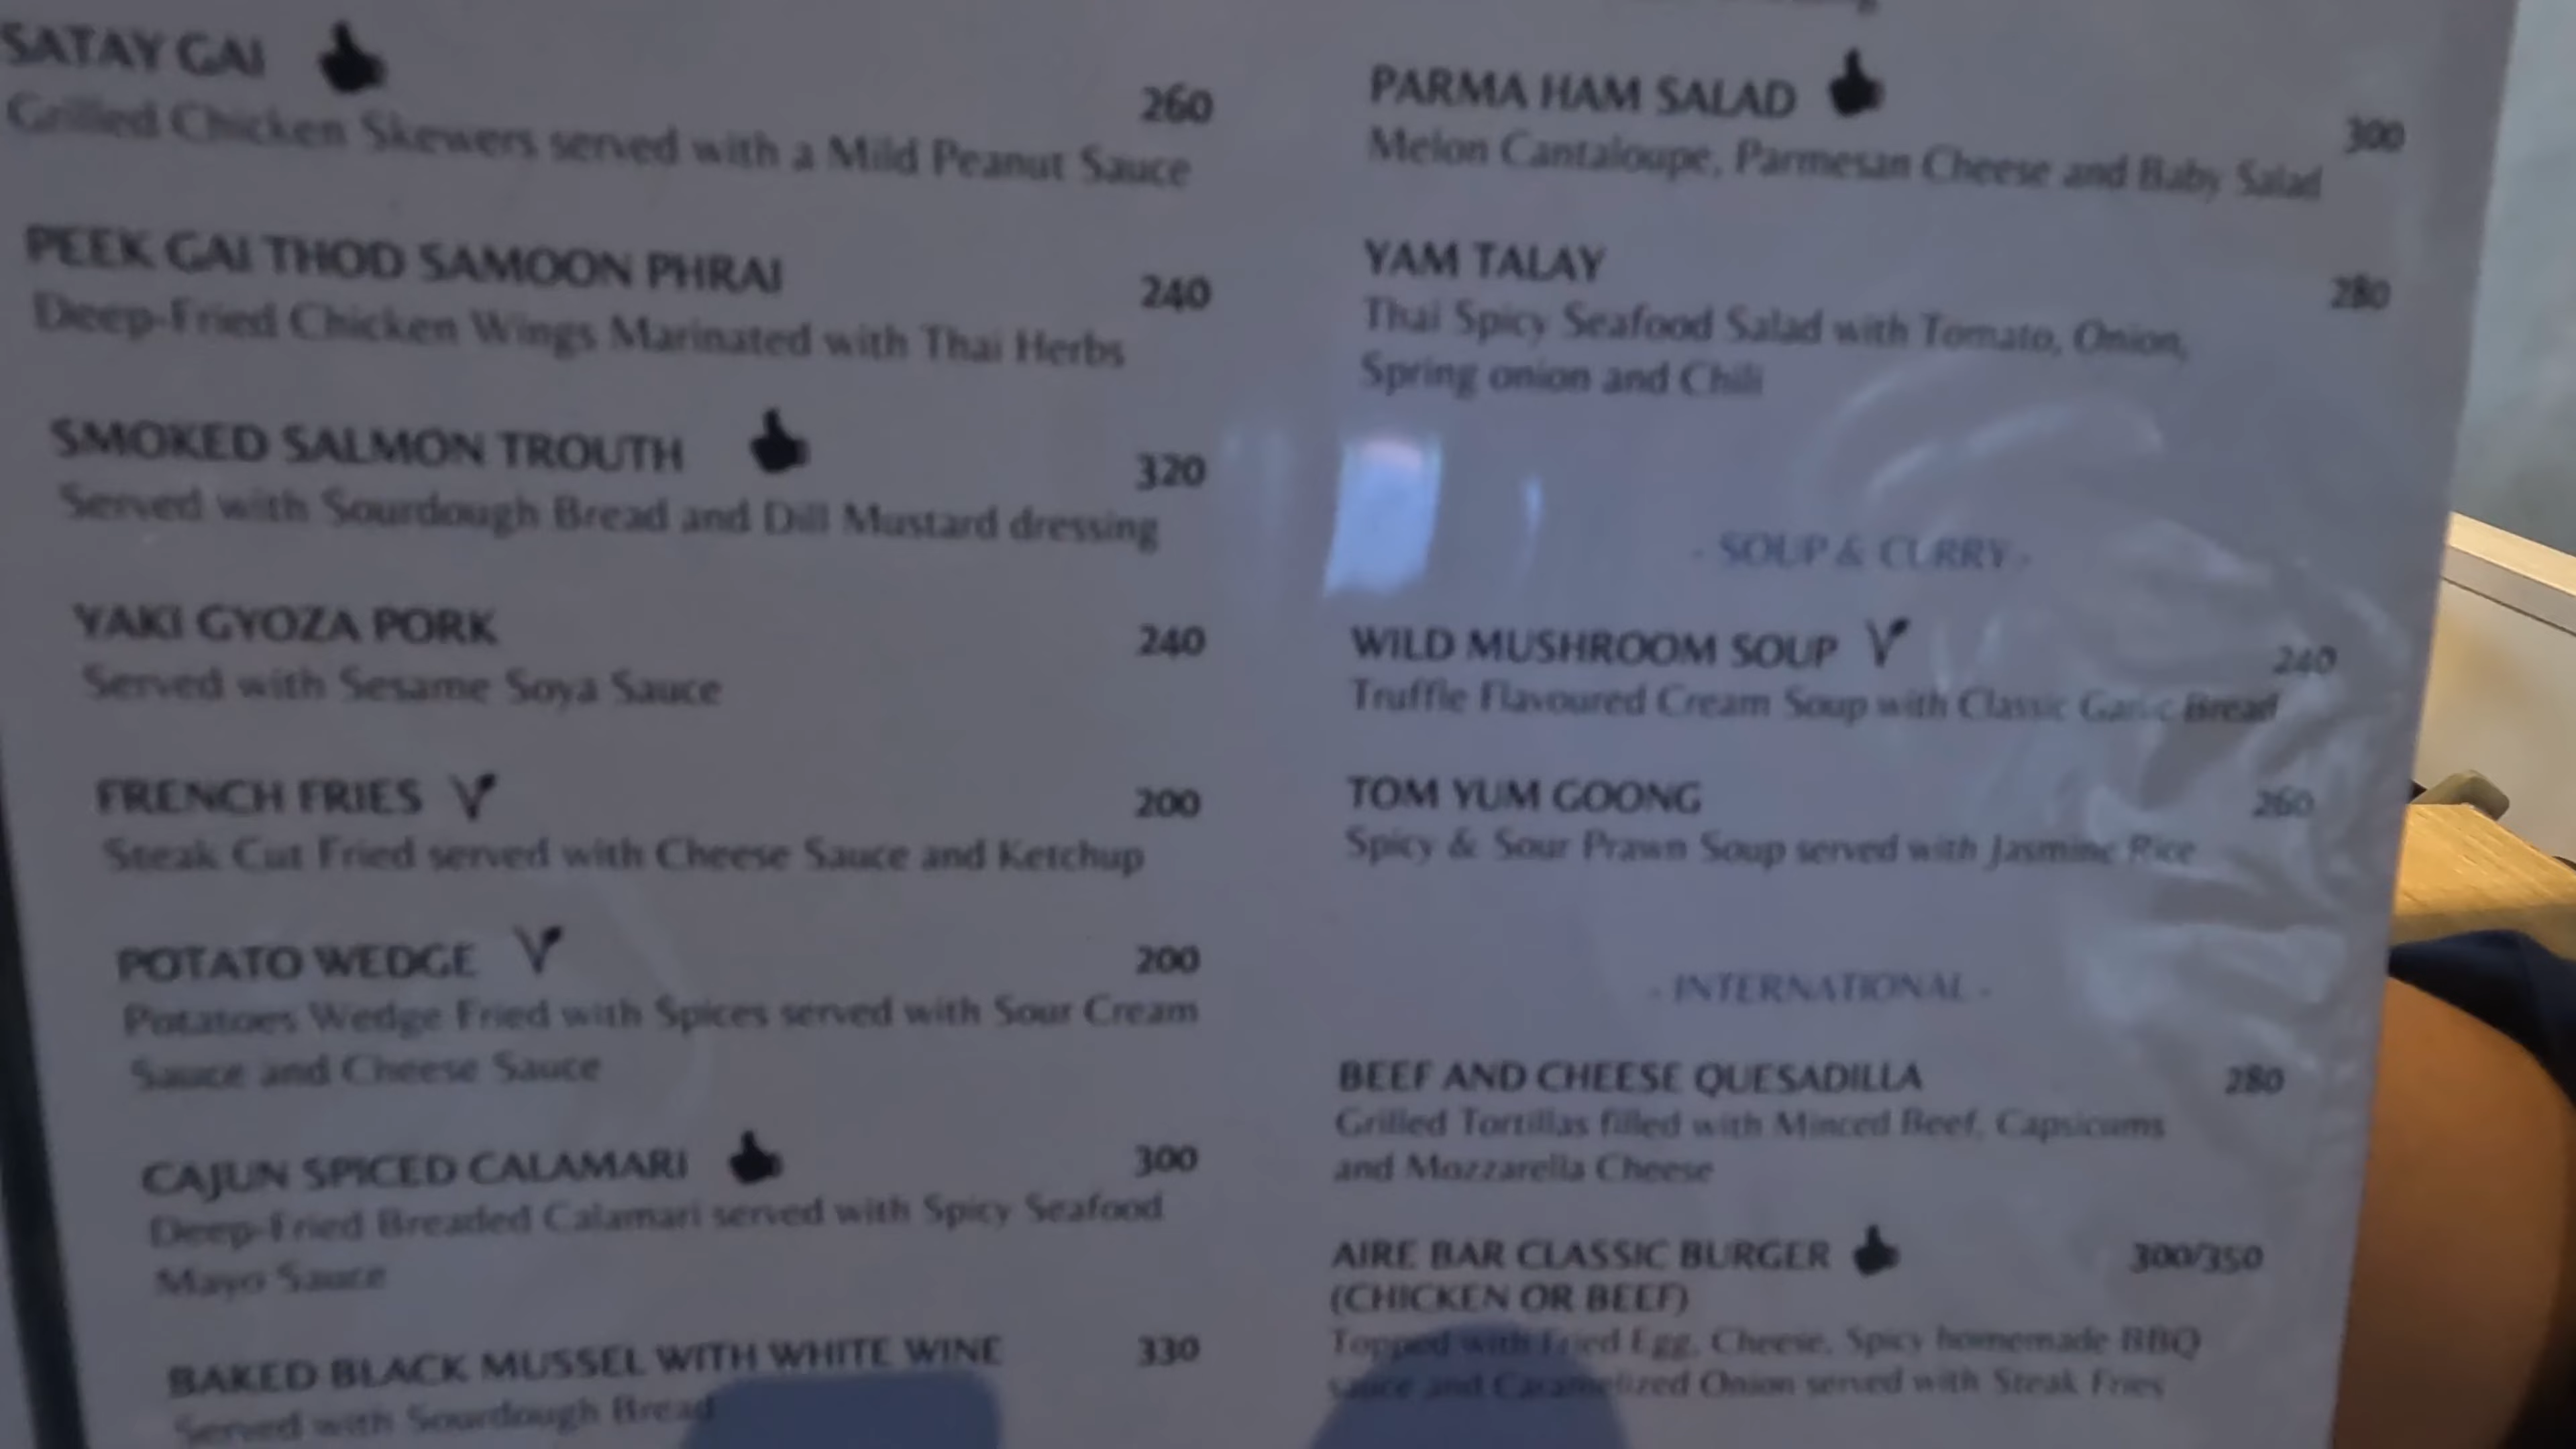 SATAY GAI
260
Grilled Chicken Skewers served with a Mild Peanut Sauce
PEEK GAI THOD SAMOON PHRAI
240
Deep-Fried Chicken Wings Marinated with Thai Herbs
SMOKED SALMON TROUTH
320
Served with Sourdough Bread and Dill Mustard dressing
YAKI GYOZA PORK
240
Served with Sesame Soya Sauce
FRENCH FRIES V
200
Steak Cut Fried served with Cheese Sauce and Ketchup
POTATO WEDGE V
200
Potatoes Wedge Fried with Spices served with Sour Cream
Sauce and Cheese Sauce
CAJUN SPICED CALAMARI
300
Deep-Fried Breaded Calamari served with Spicy Seafood
Mayo Sauce
BAKED BLACK MUSSEL WITH WHITE WINE
330
Served with Sourdough Bread
PARMA HAM SALAD
300
Melon Cantaloupe, Parmesan Cheese and Baby Salad
YAM TALAY
280
Thai Spicy Seafood Salad with Tomato, Onion,
Spring onion and Chili
- SOUP & CURRY -
WILD MUSHROOM SOUP V
240
Truffle Flavoured Cream Soup with Classic Garlic Bread
TOM YUM GOONG
260
Spicy & Sour Prawn Soup served with Jasmine Rice
- INTERNATIONAL -
BEEF AND CHEESE QUESADILLA
280
Grilled Tortillas filled with Minced Beef, Capsicums
and Mozzarella Cheese
AIRE BAR CLASSIC BURGER
300/350
(CHICKEN OR BEEF)
Topped with Fried Egg, Cheese, Spicy homemade BBQ
sauce and Caramelized Onion served with Steak Fries